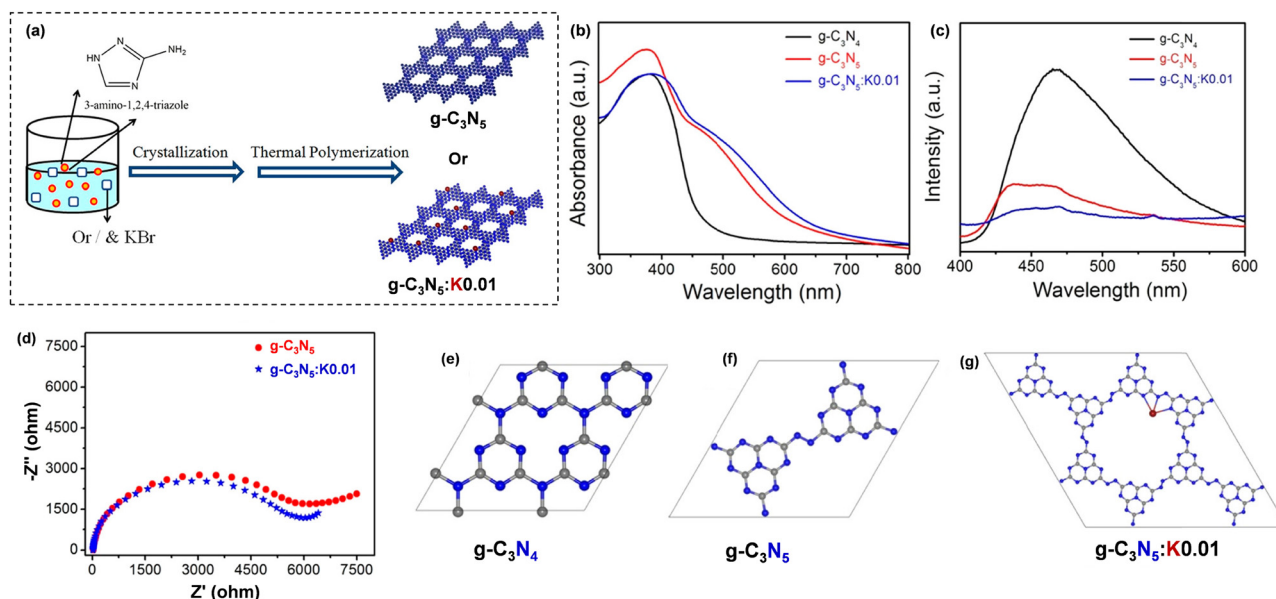 (a)
N
HN
NH₂
N
3-amino-1,2,4-triazole
Crystallization
Thermal Polymerization
Or / & KBr
g-C₃N₅
Or
g-C₃N₅:K0.01
(b)
g-C₃N₄
g-C₃N₅
g-C₃N₅:K0.01
Absorbance (a.u.)
300 400 500 600 700 800
Wavelength (nm)
(c)
g-C₃N₄
g-C₃N₅
g-C₃N₅:K0.01
Intensity (a.u.)
400 450 500 550 600
Wavelength (nm)
(d)
g-C₃N₅
g-C₃N₅:K0.01
-Z'' (ohm)
7500
6000
4500
3000
1500
0
0 1500 3000 4500 6000 7500
Z' (ohm)
(e)
g-C₃N₄
(f)
g-C₃N₅
(g)
g-C₃N₅:K0.01